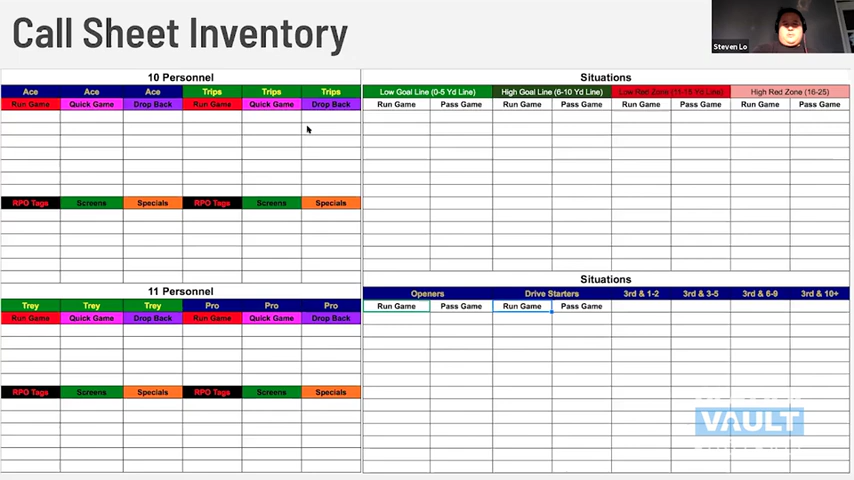 Call Sheet Inventory
Steven Lo
10 Personnel
Ace Ace Ace Trips Trips Trips
Run Game Quick Game Drop Back Run Game Quick Game Drop Back
RPO Tags Screens Specials RPO Tags Screens Specials
11 Personnel
Trey Trey Trey Pro Pro Pro
Run Game Quick Game Drop Back Run Game Quick Game Drop Back
RPO Tags Screens Specials RPO Tags Screens Specials
Situations
Low Goal Line (0-5 Yd Line) High Goal Line (6-10 Yd Line) Low Red Zone (11-15 Yd Line) High Red Zone (16-25)
Run Game Pass Game Run Game Pass Game Run Game Pass Game Run Game Pass Game
Situations
Openers Drive Starters 3rd & 1-2 3rd & 3-5 3rd & 6-9 3rd & 10+
Run Game Pass Game Run Game Pass Game
VAULT